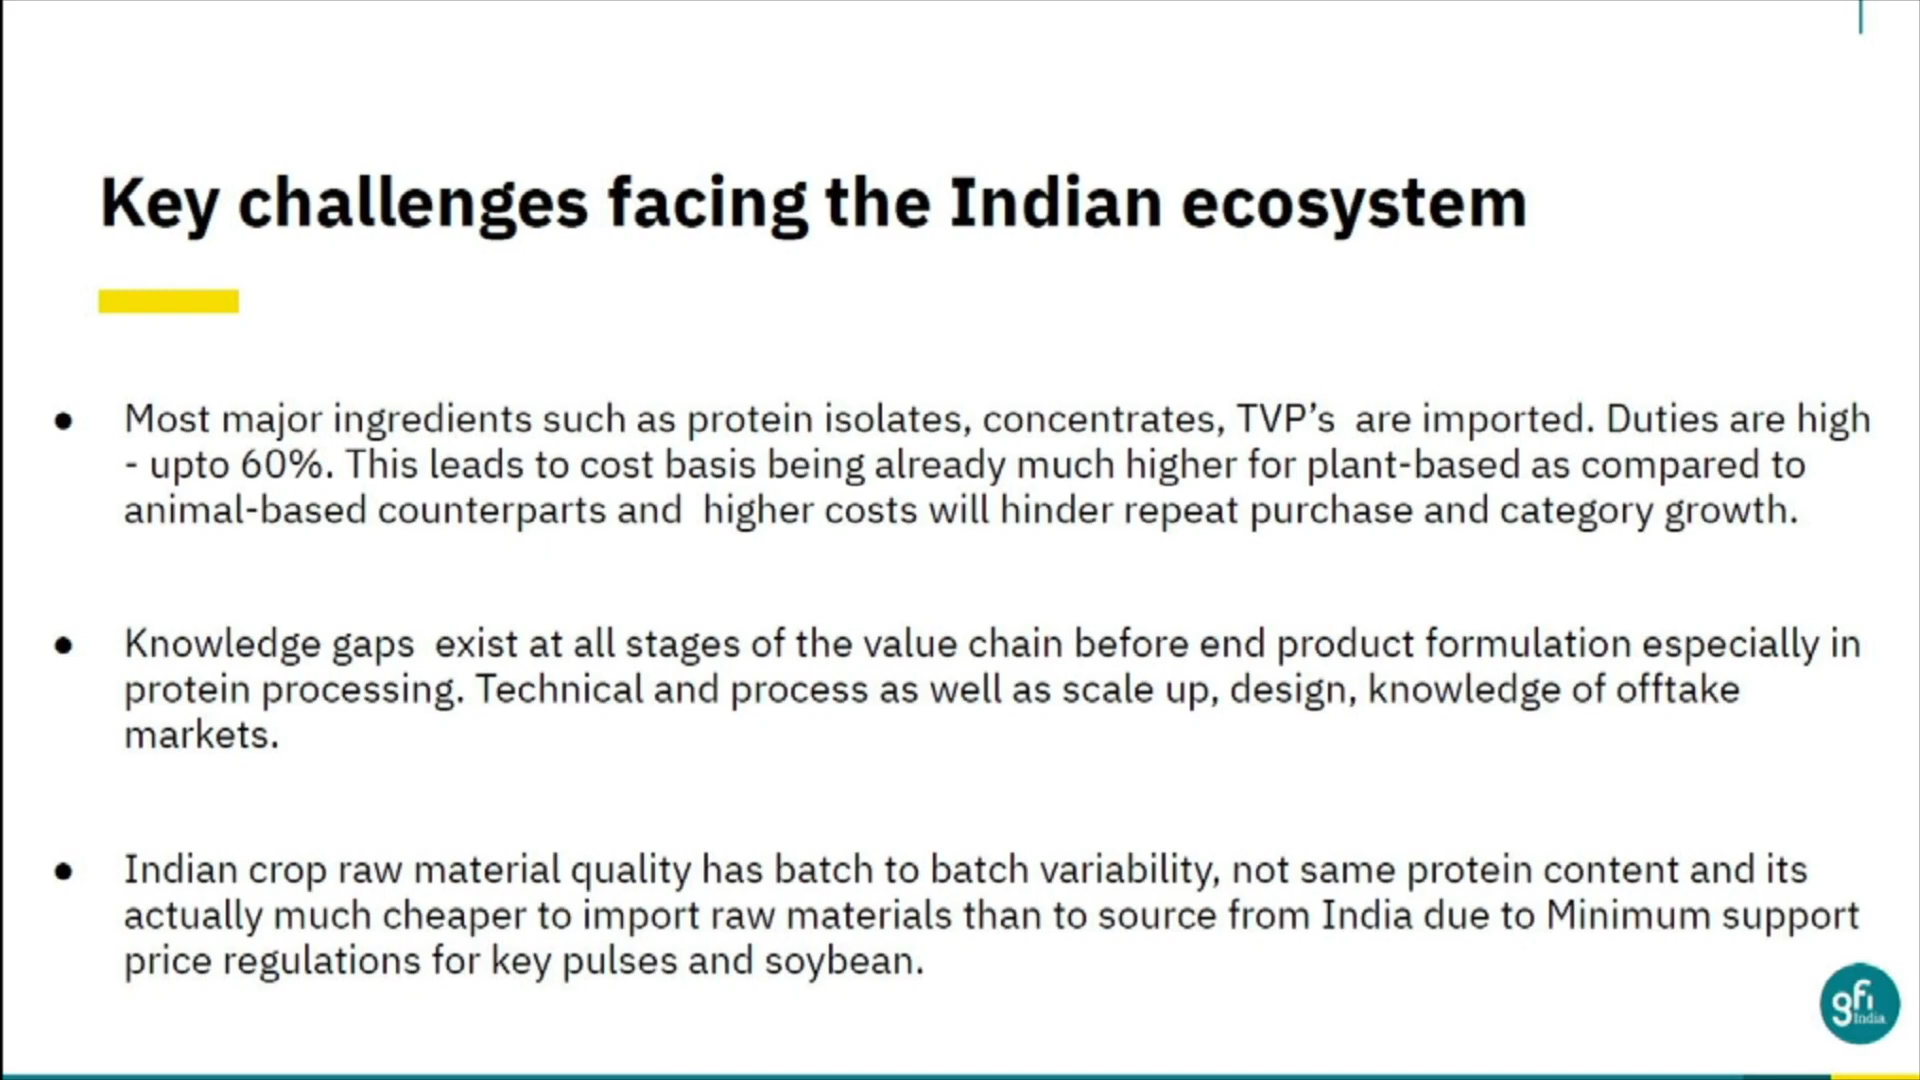 Key challenges facing the Indian ecosystem
● Most major ingredients such as protein isolates, concentrates, TVP’s are imported. Duties are high
- upto 60%. This leads to cost basis being already much higher for plant-based as compared to
animal-based counterparts and higher costs will hinder repeat purchase and category growth.
● Knowledge gaps exist at all stages of the value chain before end product formulation especially in
protein processing. Technical and process as well as scale up, design, knowledge of offtake
markets.
● Indian crop raw material quality has batch to batch variability, not same protein content and its
actually much cheaper to import raw materials than to source from India due to Minimum support
price regulations for key pulses and soybean.
gfi
India